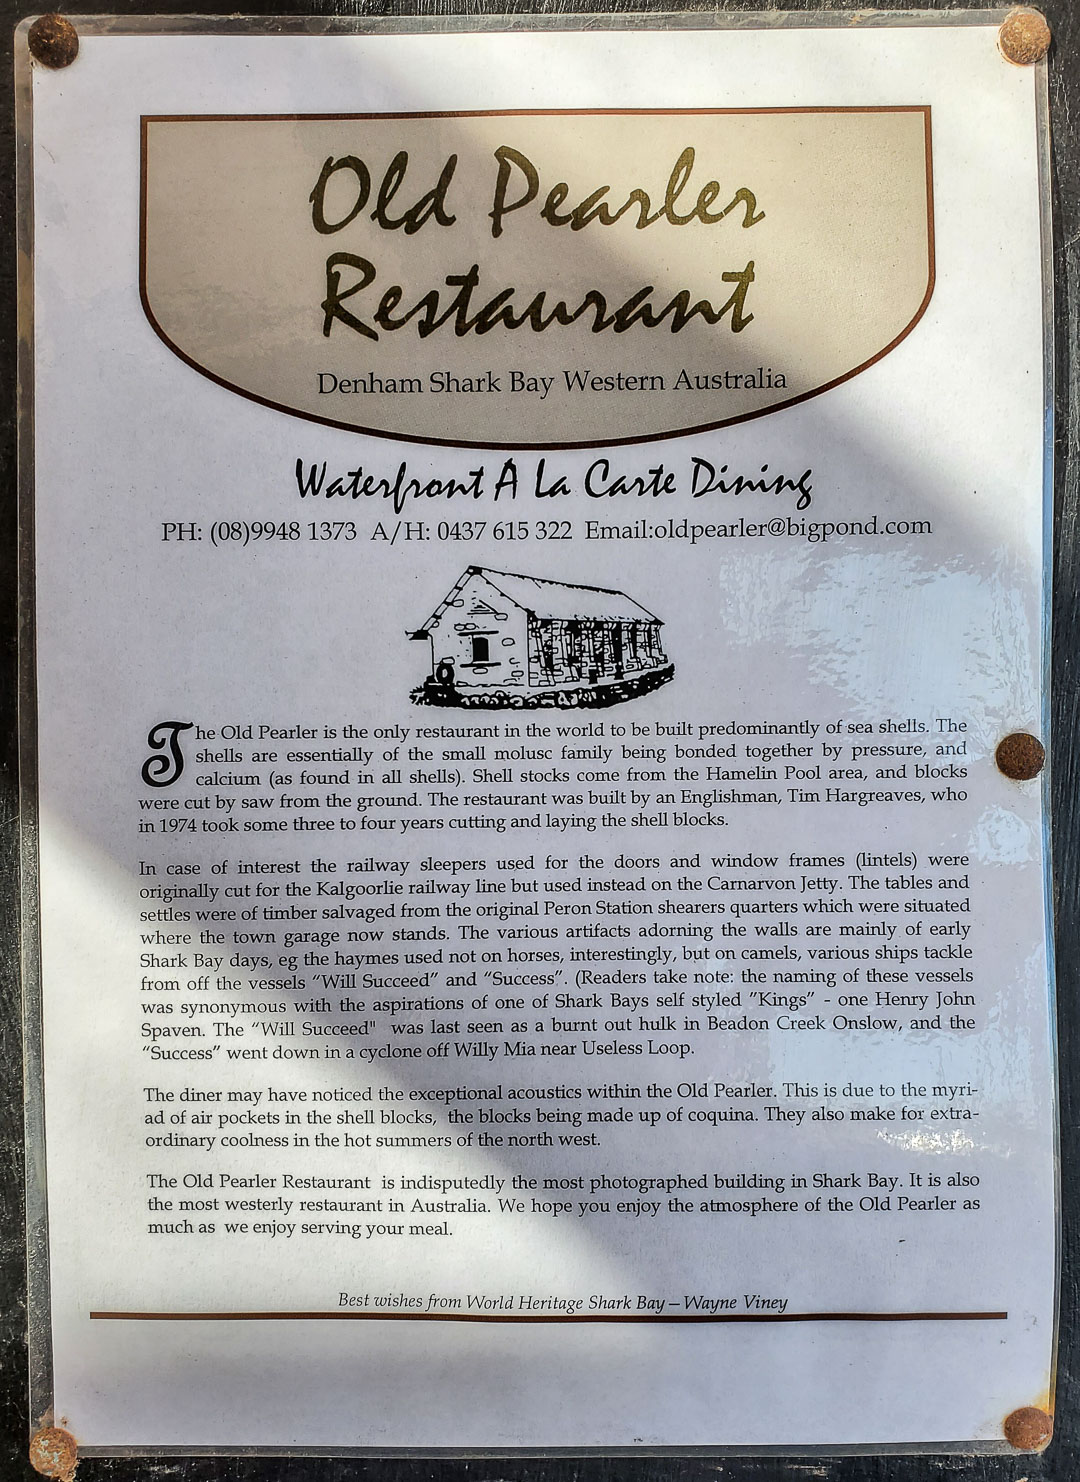 Old Pearler
Restaurant
Denham Shark Bay Western Australia
Waterfront A La Carte Dining
PH: (08)9948 1373 A/H: 0437 615 322 Email:oldpearler@bigpond.com
The Old Pearler is the only restaurant in the world to be built predominantly of sea shells. The
shells are essentially of the small molusc family being bonded together by pressure, and
calcium (as found in all shells). Shell stocks come from the Hamelin Pool area, and blocks
were cut by saw from the ground. The restaurant was built by an Englishman, Tim Hargreaves, who
in 1974 took some three to four years cutting and laying the shell blocks.
In case of interest the railway sleepers used for the doors and window frames (lintels) were
originally cut for the Kalgoorlie railway line but used instead on the Carnarvon Jetty. The tables and
settles were of timber salvaged from the original Peron Station shearers quarters which were situated
where the town garage now stands. The various artifacts adorning the walls are mainly of early
Shark Bay days, eg the haymes used not on horses, interestingly, but on camels, various ships tackle
from off the vessels "Will Succeed" and "Success". (Readers take note: the naming of these vessels
was synonymous with the aspirations of one of Shark Bays self styled "Kings" - one Henry John
Spaven. The "Will Succeed" was last seen as a burnt out hulk in Beadon Creek Onslow, and the
"Success" went down in a cyclone off Willy Mia near Useless Loop.
The diner may have noticed the exceptional acoustics within the Old Pearler. This is due to the myri-
ad of air pockets in the shell blocks, the blocks being made up of coquina. They also make for extra-
ordinary coolness in the hot summers of the north west.
The Old Pearler Restaurant is indisputedly the most photographed building in Shark Bay. It is also
the most westerly restaurant in Australia. We hope you enjoy the atmosphere of the Old Pearler as
much as we enjoy serving your meal.
Best wishes from World Heritage Shark Bay – Wayne Viney